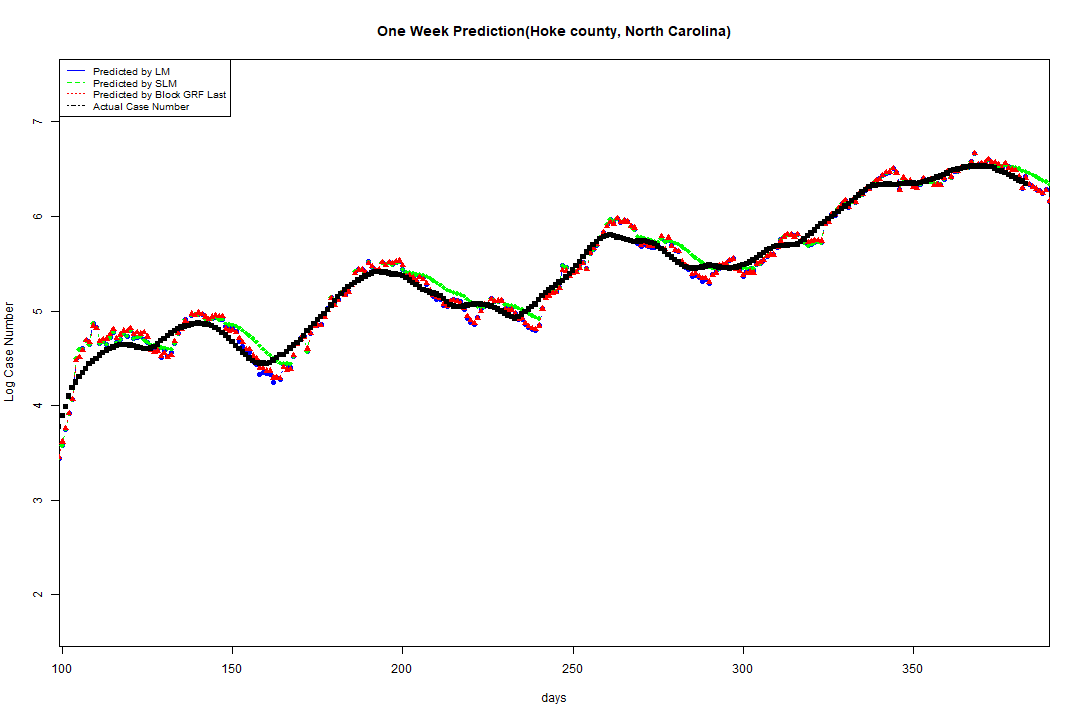 One Week Prediction(Hoke county, North Carolina)
Predicted by LM
Predicted by SLM
Predicted by Block GRF Last
Actual Case Number
Log Case Number
7
6
5
4
3
2
100 150 200 250 300 350
days